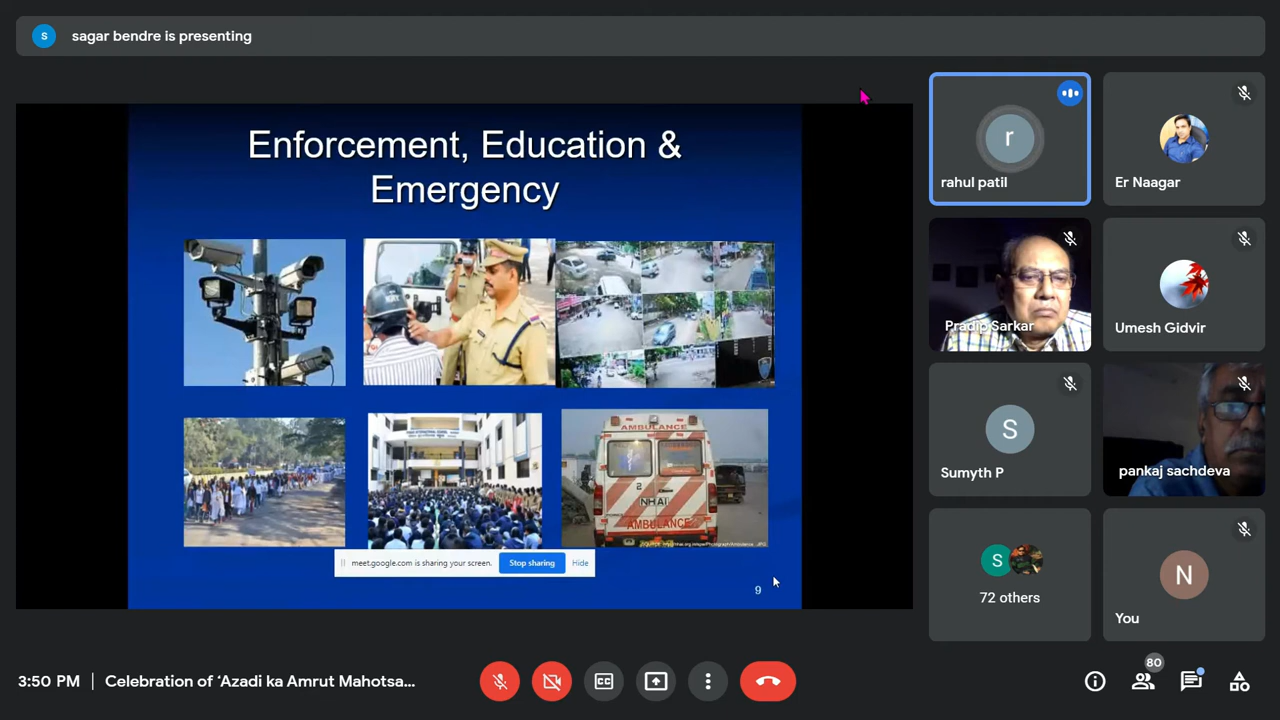 S
sagar bendre is presenting
Enforcement, Education &
Emergency
AMBULANCE
2
NHAI
AMBULANCE
meet.google.com is sharing your screen.
Stop sharing
Hide
9
r
rahul patil
Er Naagar
Pradip Sarkar
Umesh Gidvir
S
Sumyth P
pankaj sachdeva
S
72 others
N
You
3:50 PM
Celebration of ‘Azadi ka Amrut Mahotsa...
80